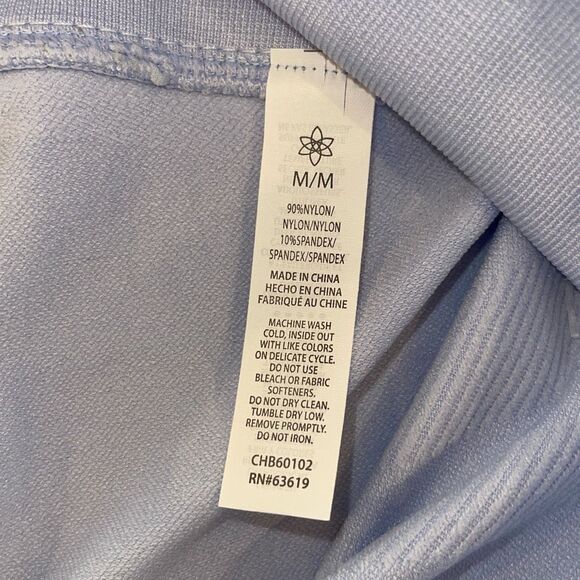 M/M
90%NYLON/
NYLON/NYLON
10%SPANDEX/
SPANDEX/SPANDEX
MADE IN CHINA
HECHO EN CHINA
FABRIQUÉ AU CHINE
MACHINE WASH
COLD, INSIDE OUT
WITH LIKE COLORS
ON DELICATE CYCLE.
DO NOT USE
BLEACH OR FABRIC
SOFTENERS.
DO NOT DRY CLEAN.
TUMBLE DRY LOW.
REMOVE PROMPTLY.
DO NOT IRON.
CHB60102
RN#63619